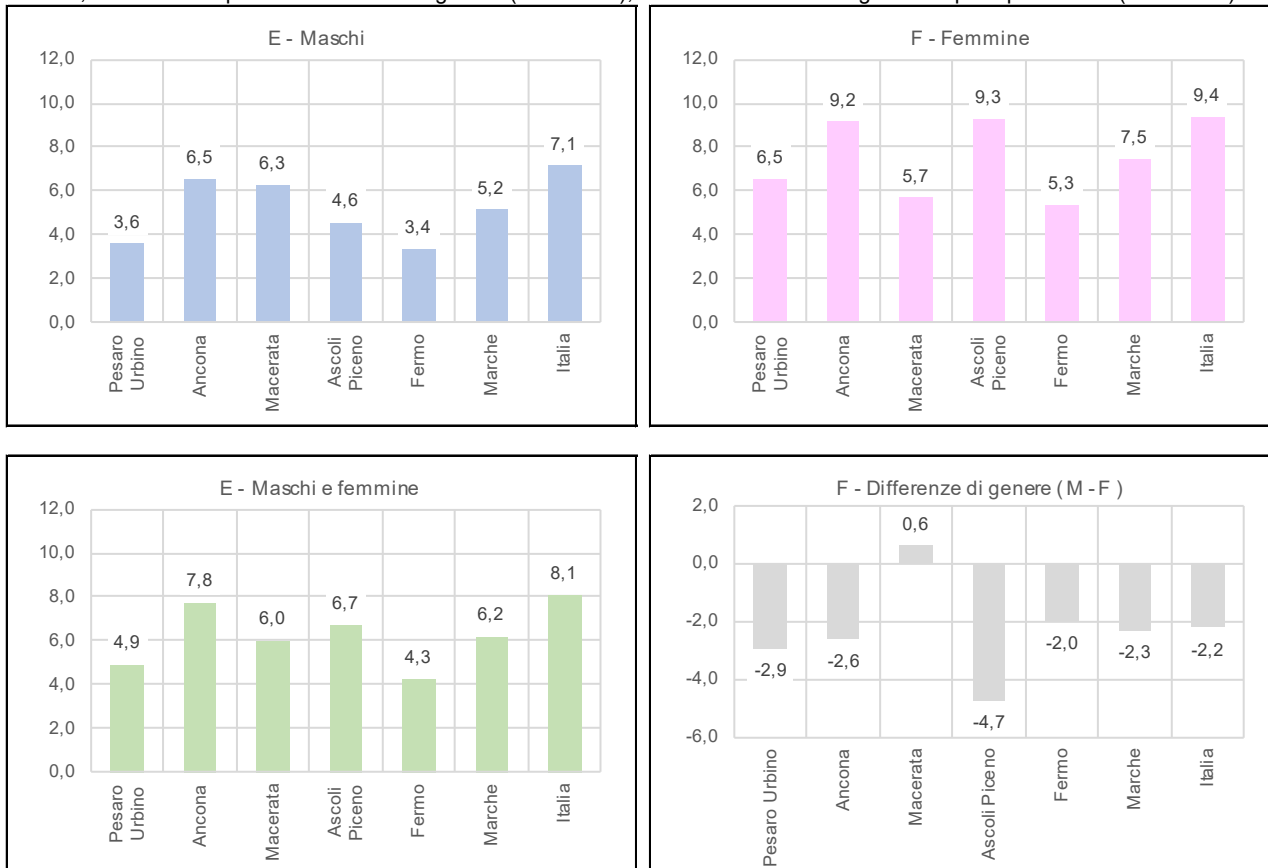 E - Maschi
12,0
10,0
8,0
6,0
4,0
2,0
0,0
3,6
6,5
6,3
4,6
3,4
5,2
7,1
Pesaro
Urbino
Ancona
Macerata
Ascoli
Piceno
Fermo
Marche
Italia
F - Femmine
12,0
10,0
8,0
6,0
4,0
2,0
0,0
6,5
9,2
5,7
9,3
5,3
7,5
9,4
Pesaro
Urbino
Ancona
Macerata
Ascoli
Piceno
Fermo
Marche
Italia
E - Maschi e femmine
12,0
10,0
8,0
6,0
4,0
2,0
0,0
4,9
7,8
6,0
6,7
4,3
6,2
8,1
Pesaro
Urbino
Ancona
Macerata
Ascoli
Piceno
Fermo
Marche
Italia
F - Differenze di genere ( M - F )
2,0
0,0
-2,0
-4,0
-6,0
-2,9
-2,6
0,6
-4,7
-2,0
-2,3
-2,2
Pesaro Urbino
Ancona
Macerata
Ascoli Piceno
Fermo
Marche
Italia